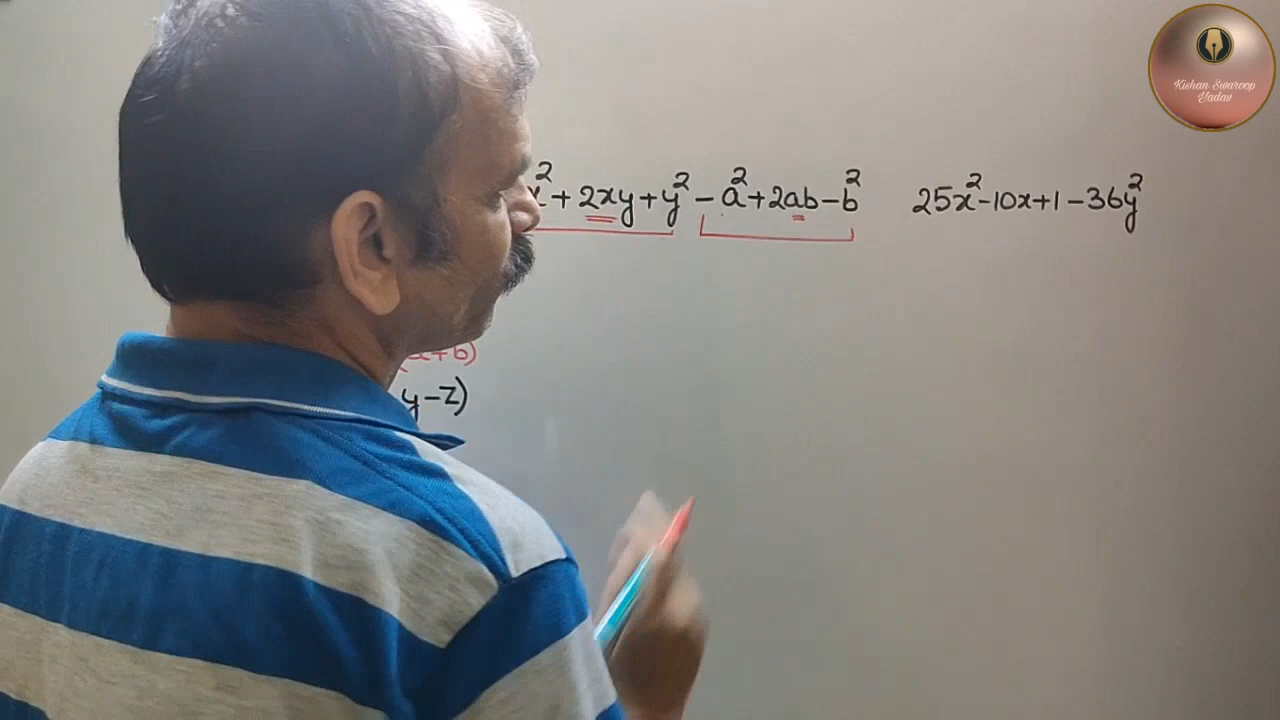 x² + 2xy + y² - a² + 2ab - b²
25x² - 10x + 1 - 36y²
a + b)
y - z)
Kishan Swaroop
Yadav